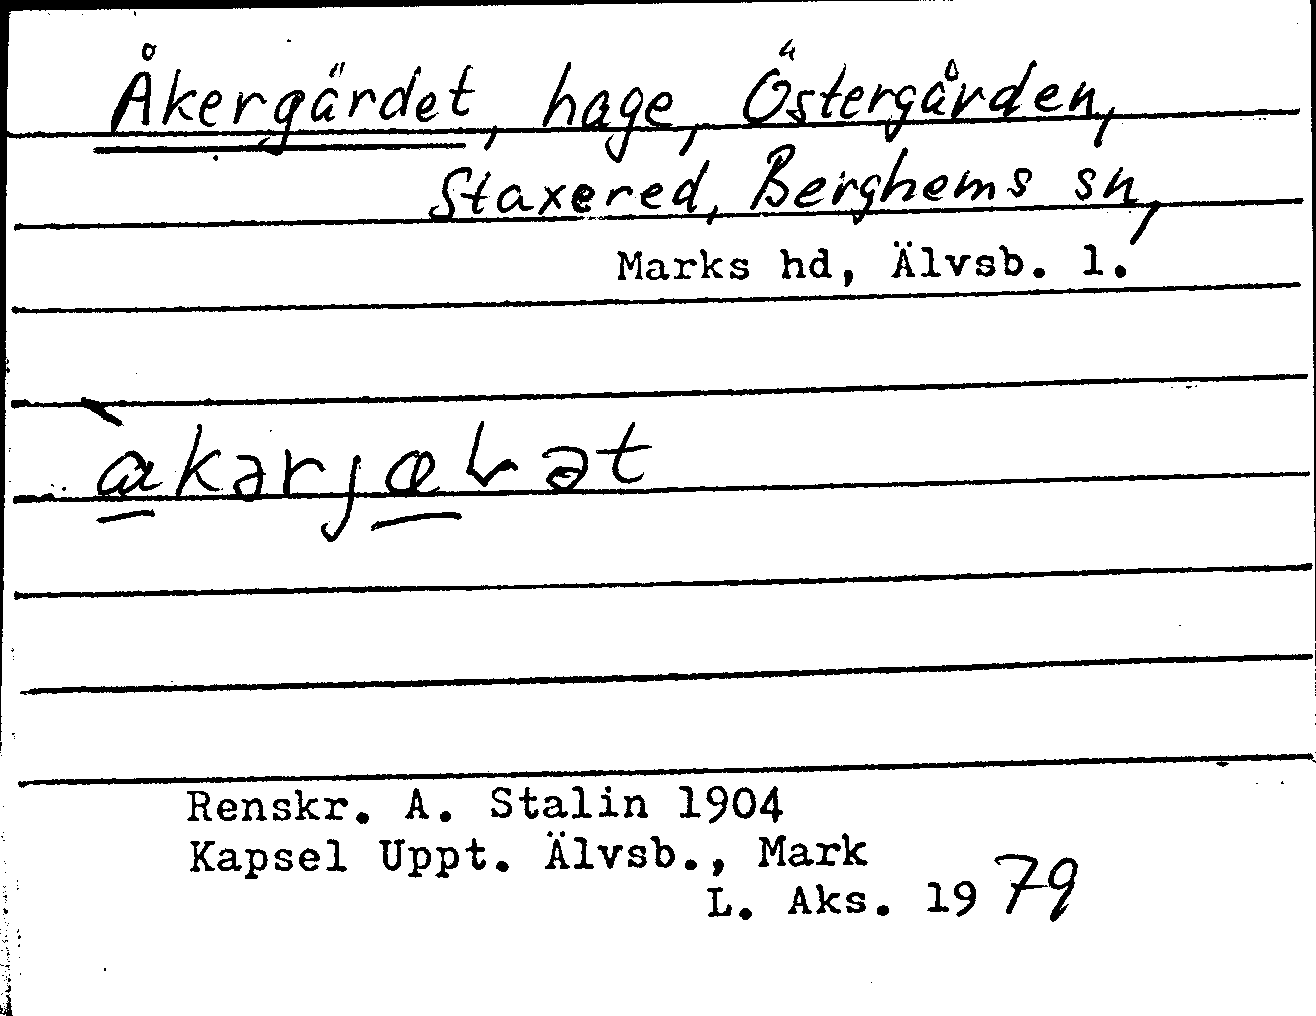 Åkergärdet, hage, Östergården,
Staxered, Berghems sn,
Marks hd, Älvsb. l.
Renskr. A. Stalin 1904
Kapsel Uppt. Älvsb., Mark
L. Aks. 1979